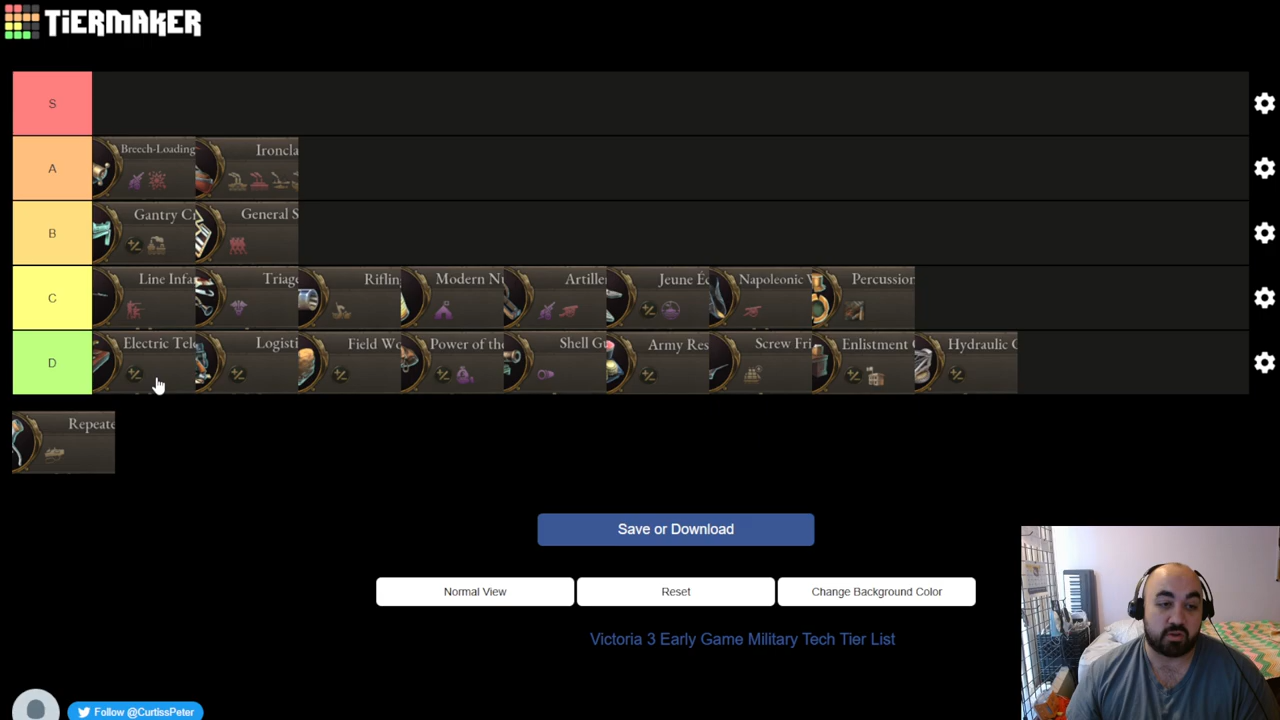 TIERMAKER
S
A
Breech-Loading
Ironcla
B
Gantry Cr
General S
C
Line Infa
Triage
Riflin
Modern Nu
Artille
Jeune Éc
Napoleonic W
Percussion
D
Electric Tele
Logisti
Field Wo
Power of the
Shell Gu
Army Res
Screw Fri
Enlistment
Hydraulic C
Repeate
Save or Download
Normal View
Reset
Change Background Color
Victoria 3 Early Game Military Tech Tier List
Follow @CurtissPeter